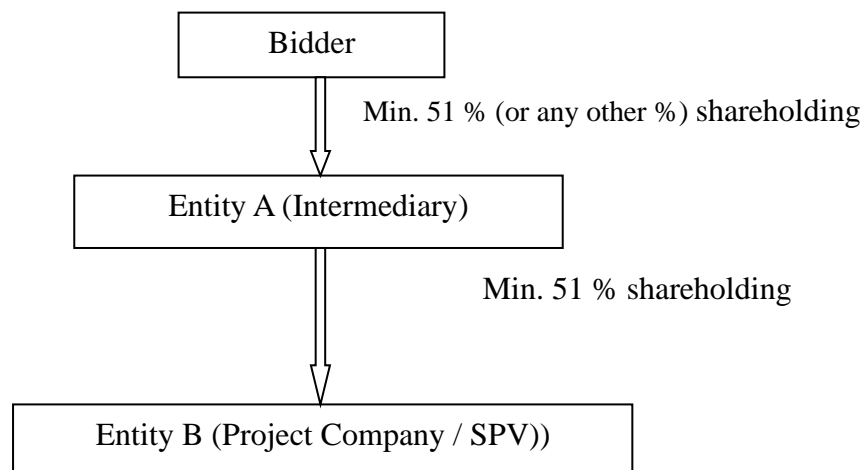 Bidder
Min. 51 % (or any other %) shareholding
Entity A (Intermediary)
Min. 51 % shareholding
Entity B (Project Company / SPV))